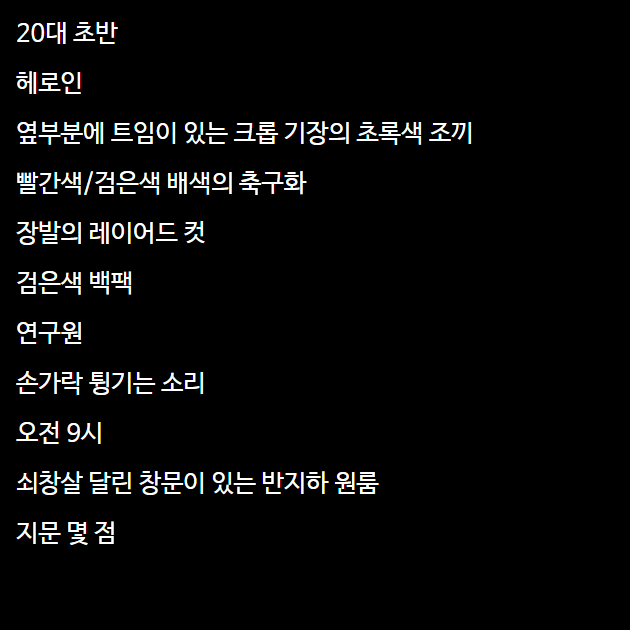 20대 초반
헤로인
옆부분에 트임이 있는 크롭 기장의 초록색 조끼
빨간색/검은색 배색의 축구화
장발의 레이어드 컷
검은색 백팩
연구원
손가락 튕기는 소리
오전 9시
쇠창살 달린 창문이 있는 반지하 원룸
지문 몇 점